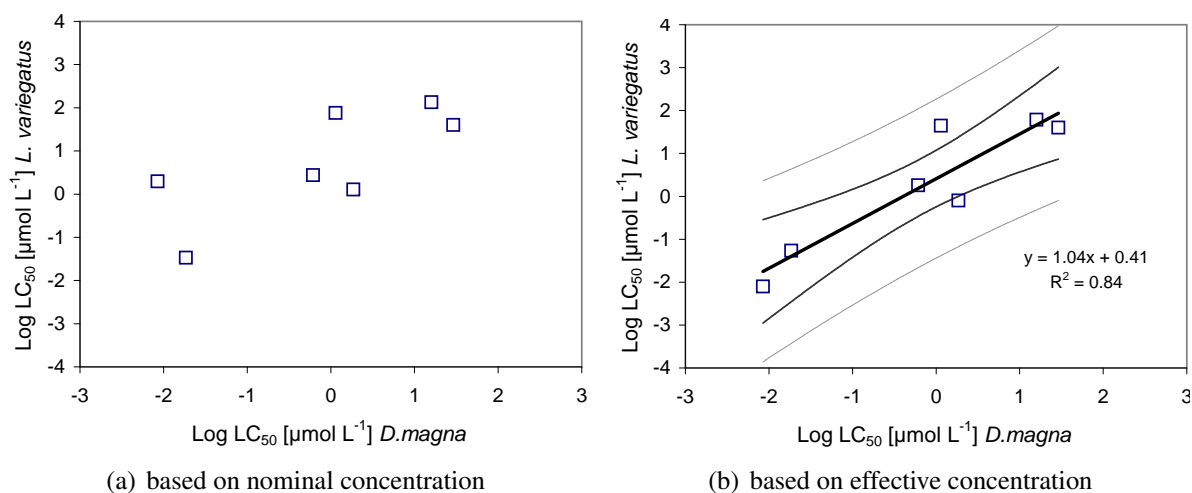 4
3
2
1
0
-1
-2
-3
-4
-3 -2 -1 0 1 2 3
Log LC₅₀ [µmol L⁻¹] L. variegatus
Log LC₅₀ [µmol L⁻¹] D.magna
(a) based on nominal concentration
4
3
2
1
0
-1
-2
-3
-4
-3 -2 -1 0 1 2 3
Log LC₅₀ [µmol L⁻¹] L. variegatus
y = 1.04x + 0.41
R² = 0.84
Log LC₅₀ [µmol L⁻¹] D.magna
(b) based on effective concentration